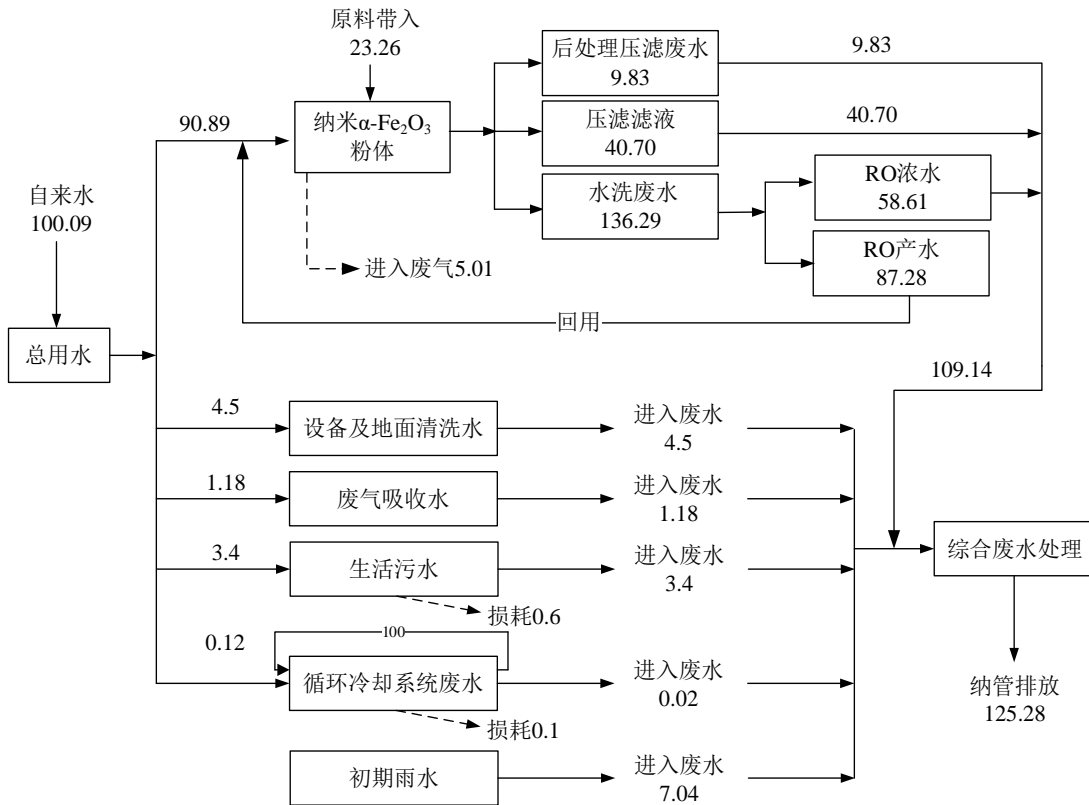 原料带入
23.26
后处理压滤废水
9.83
9.83
90.89
纳米α-Fe₂O₃
粉体
压滤滤液
40.70
40.70
自来水
100.09
水洗废水
136.29
RO浓水
58.61
进入废气5.01
RO产水
87.28
回用
总用水
109.14
4.5
设备及地面清洗水
进入废水
4.5
1.18
废气吸收水
进入废水
1.18
3.4
生活污水
进入废水
3.4
综合废水处理
损耗0.6
100
0.12
循环冷却系统废水
进入废水
0.02
纳管排放
125.28
损耗0.1
初期雨水
进入废水
7.04